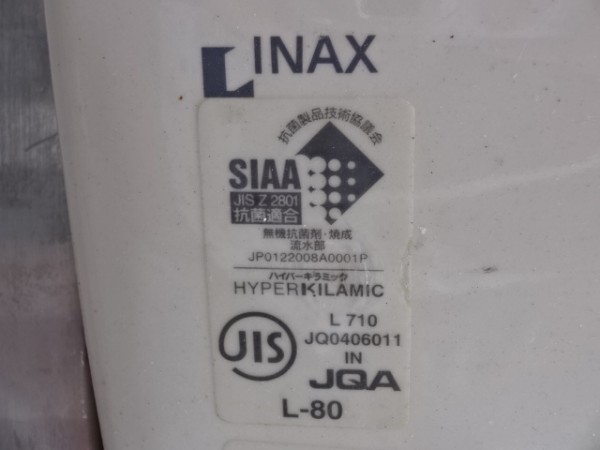 INAX
抗菌製品技術協議会
SIAA
JIS Z 2801
抗菌適合
無機抗菌剤・焼成
流水部
JP0122008A0001P
ハイパーキラミック
HYPERKILAMIC
JIS
L 710
JQ0406011
IN
JQA
L-80